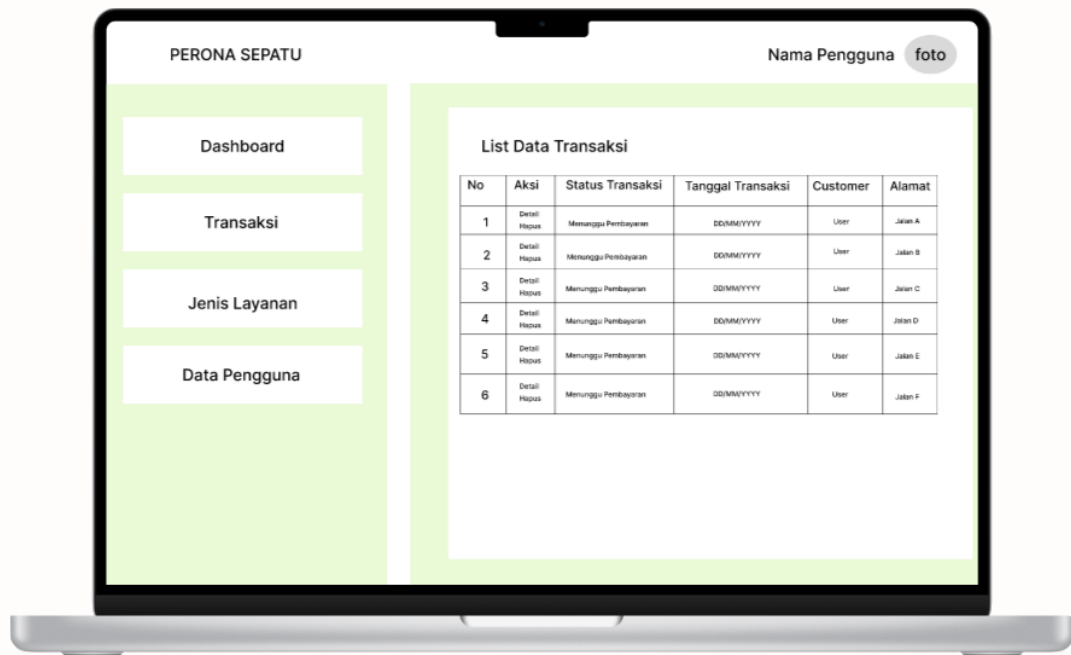 PERONA SEPATU
Nama Pengguna foto
Dashboard
Transaksi
Jenis Layanan
Data Pengguna
List Data Transaksi
No Aksi Status Transaksi Tanggal Transaksi Customer Alamat
1 Detail Hapus Menunggu Pembayaran DD/MM/YYYY User Jalan A
2 Detail Hapus Menunggu Pembayaran DD/MM/YYYY User Jalan B
3 Detail Hapus Menunggu Pembayaran DD/MM/YYYY User Jalan C
4 Detail Hapus Menunggu Pembayaran DD/MM/YYYY User Jalan D
5 Detail Hapus Menunggu Pembayaran DD/MM/YYYY User Jalan E
6 Detail Hapus Menunggu Pembayaran DD/MM/YYYY User Jalan F